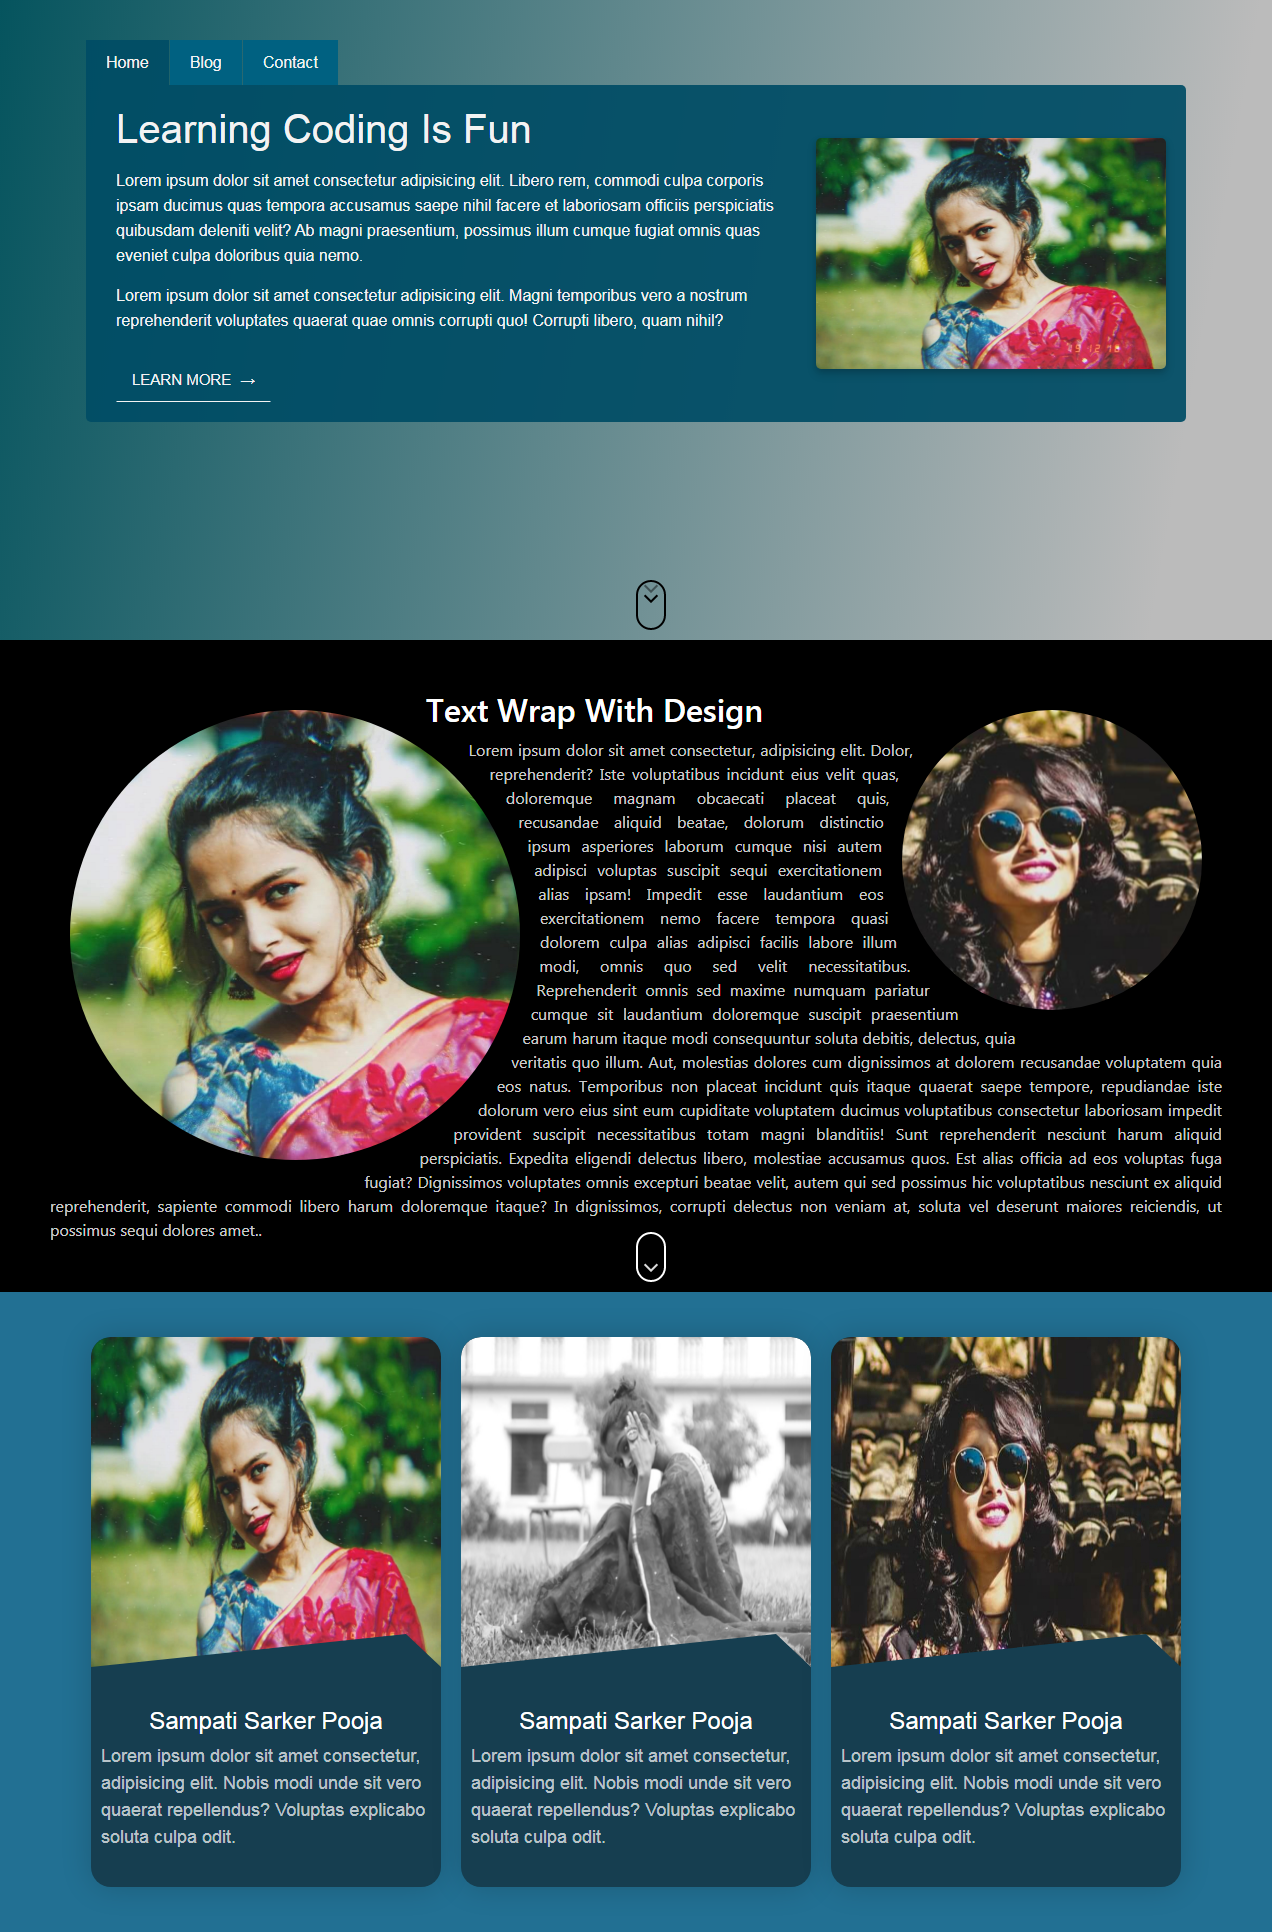 Home Blog Contact
Learning Coding Is Fun
Lorem ipsum dolor sit amet consectetur adipisicing elit. Libero rem, commodi culpa corporis
ipsam ducimus quas tempora accusamus saepe nihil facere et laboriosam officiis perspiciatis
quibusdam deleniti velit? Ab magni praesentium, possimus illum cumque fugiat omnis quas
eveniet culpa doloribus quia nemo.
Lorem ipsum dolor sit amet consectetur adipisicing elit. Magni temporibus vero a nostrum
reprehenderit voluptates quaerat quae omnis corrupti quo! Corrupti libero, quam nihil?
LEARN MORE →
Text Wrap With Design
Lorem ipsum dolor sit amet consectetur, adipisicing elit. Dolor,
reprehenderit? Iste voluptatibus incidunt eius velit quas,
doloremque magnam obcaecati placeat quis,
recusandae aliquid beatae, dolorum distinctio
ipsum asperiores laborum cumque nisi autem
adipisci voluptas suscipit sequi exercitationem
alias ipsam! Impedit esse laudantium eos
exercitationem nemo facere tempora quasi
dolorem culpa alias adipisci facilis labore illum
modi, omnis quo sed velit necessitatibus.
Reprehenderit omnis sed maxime numquam pariatur
cumque sit laudantium doloremque suscipit praesentium
earum harum itaque modi consequuntur soluta debitis, delectus, quia
veritatis quo illum. Aut, molestias dolores cum dignissimos at dolorem recusandae voluptatem quia
eos natus. Temporibus non placeat incidunt quis itaque quaerat saepe tempore, repudiandae iste
dolorum vero eius sint eum cupiditate voluptatem ducimus voluptatibus consectetur laboriosam impedit
provident suscipit necessitatibus totam magni blanditiis! Sunt reprehenderit nesciunt harum aliquid
perspiciatis. Expedita eligendi delectus libero, molestiae accusamus quos. Est alias officia ad eos voluptas fuga
fugiat? Dignissimos voluptates omnis excepturi beatae velit, autem qui sed possimus hic voluptatibus nesciunt ex aliquid
reprehenderit, sapiente commodi libero harum doloremque itaque? In dignissimos, corrupti delectus non veniam at, soluta vel deserunt maiores reiciendis, ut
possimus sequi dolores amet..
Sampati Sarker Pooja
Lorem ipsum dolor sit amet consectetur,
adipisicing elit. Nobis modi unde sit vero
quaerat repellendus? Voluptas explicabo
soluta culpa odit.
Sampati Sarker Pooja
Lorem ipsum dolor sit amet consectetur,
adipisicing elit. Nobis modi unde sit vero
quaerat repellendus? Voluptas explicabo
soluta culpa odit.
Sampati Sarker Pooja
Lorem ipsum dolor sit amet consectetur,
adipisicing elit. Nobis modi unde sit vero
quaerat repellendus? Voluptas explicabo
soluta culpa odit.